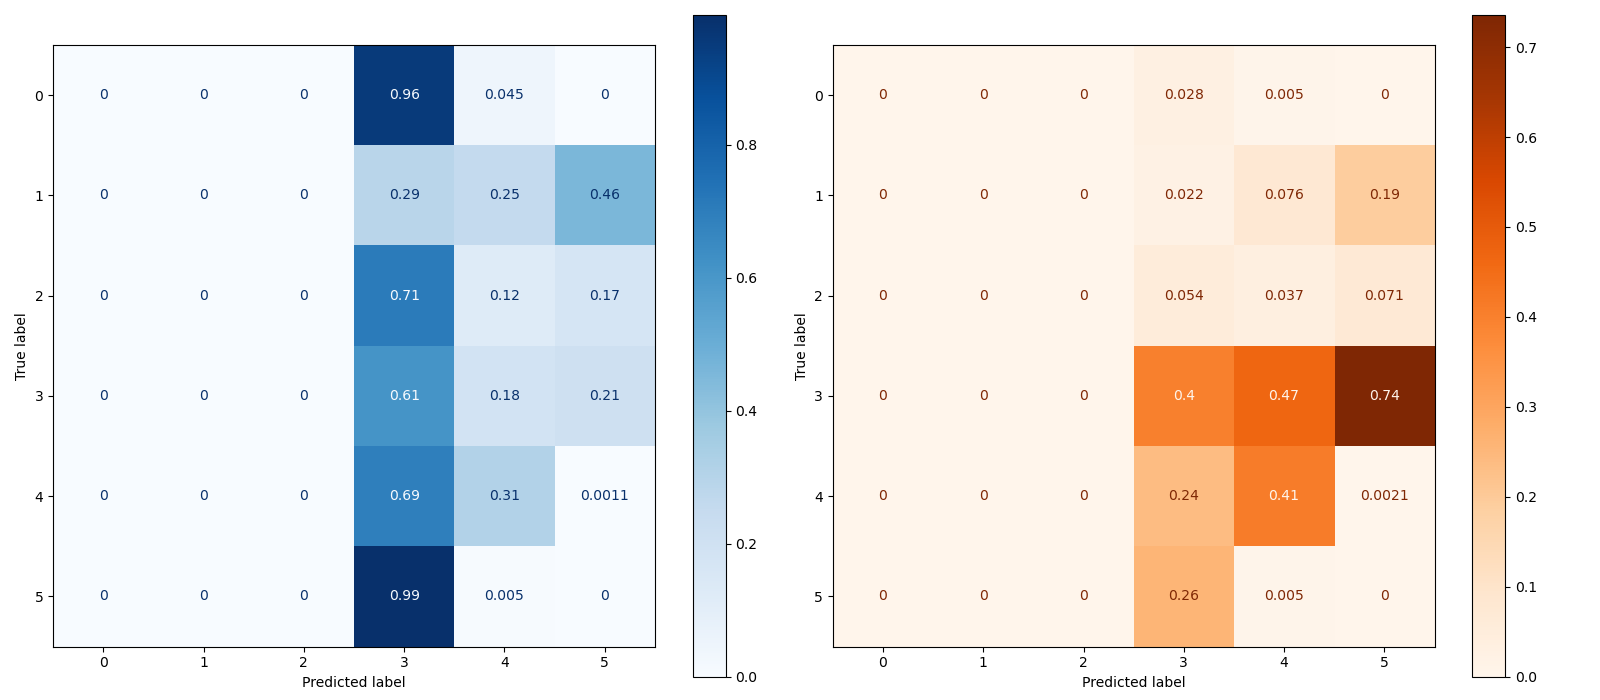 0 0 0 0.96 0.045 0
1 0 0 0 0.29 0.25 0.46
2 0 0 0 0.71 0.12 0.17
3 0 0 0 0.61 0.18 0.21
4 0 0 0 0.69 0.31 0.0011
5 0 0 0 0.99 0.005 0
0 1 2 3 4 5
True label
Predicted label
0.8
0.6
0.4
0.2
0.0
0 0 0 0 0.028 0.005 0
1 0 0 0 0.022 0.076 0.19
2 0 0 0 0.054 0.037 0.071
3 0 0 0 0.4 0.47 0.74
4 0 0 0 0.24 0.41 0.0021
5 0 0 0 0.26 0.005 0
0 1 2 3 4 5
True label
Predicted label
0.7
0.6
0.5
0.4
0.3
0.2
0.1
0.0